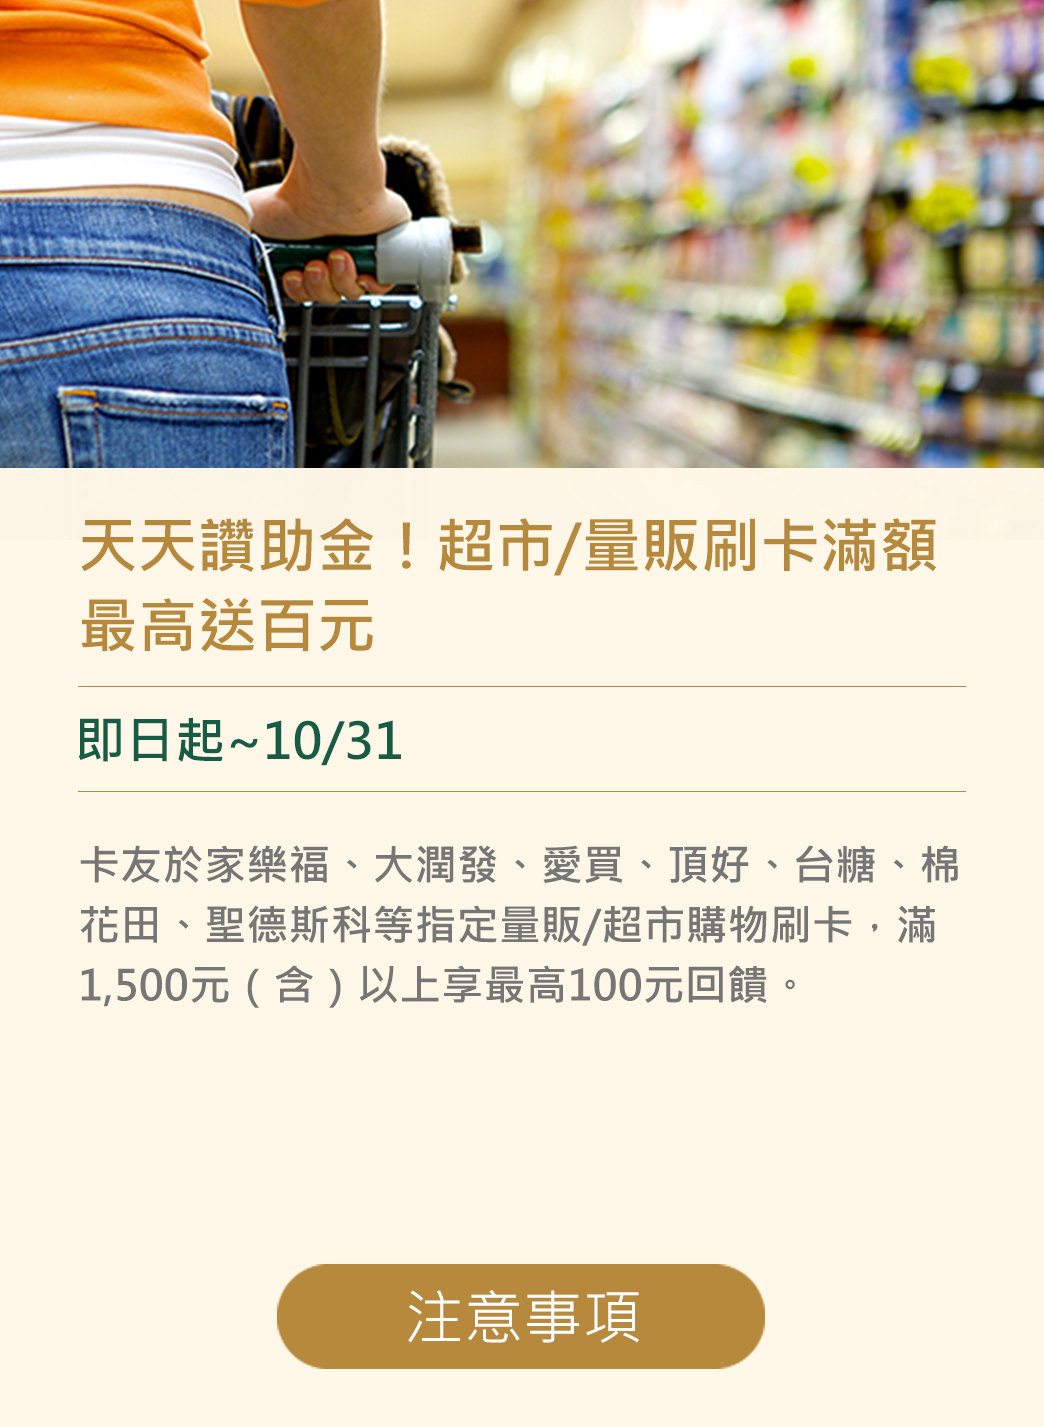 天天讚助金！超市/量販刷卡滿額
最高送百元
即日起~10/31
卡友於家樂福、大潤發、愛買、頂好、台糖、棉
花田、聖德斯科等指定量販/超市購物刷卡，滿
1,500元（含）以上享最高100元回饋。
注意事項